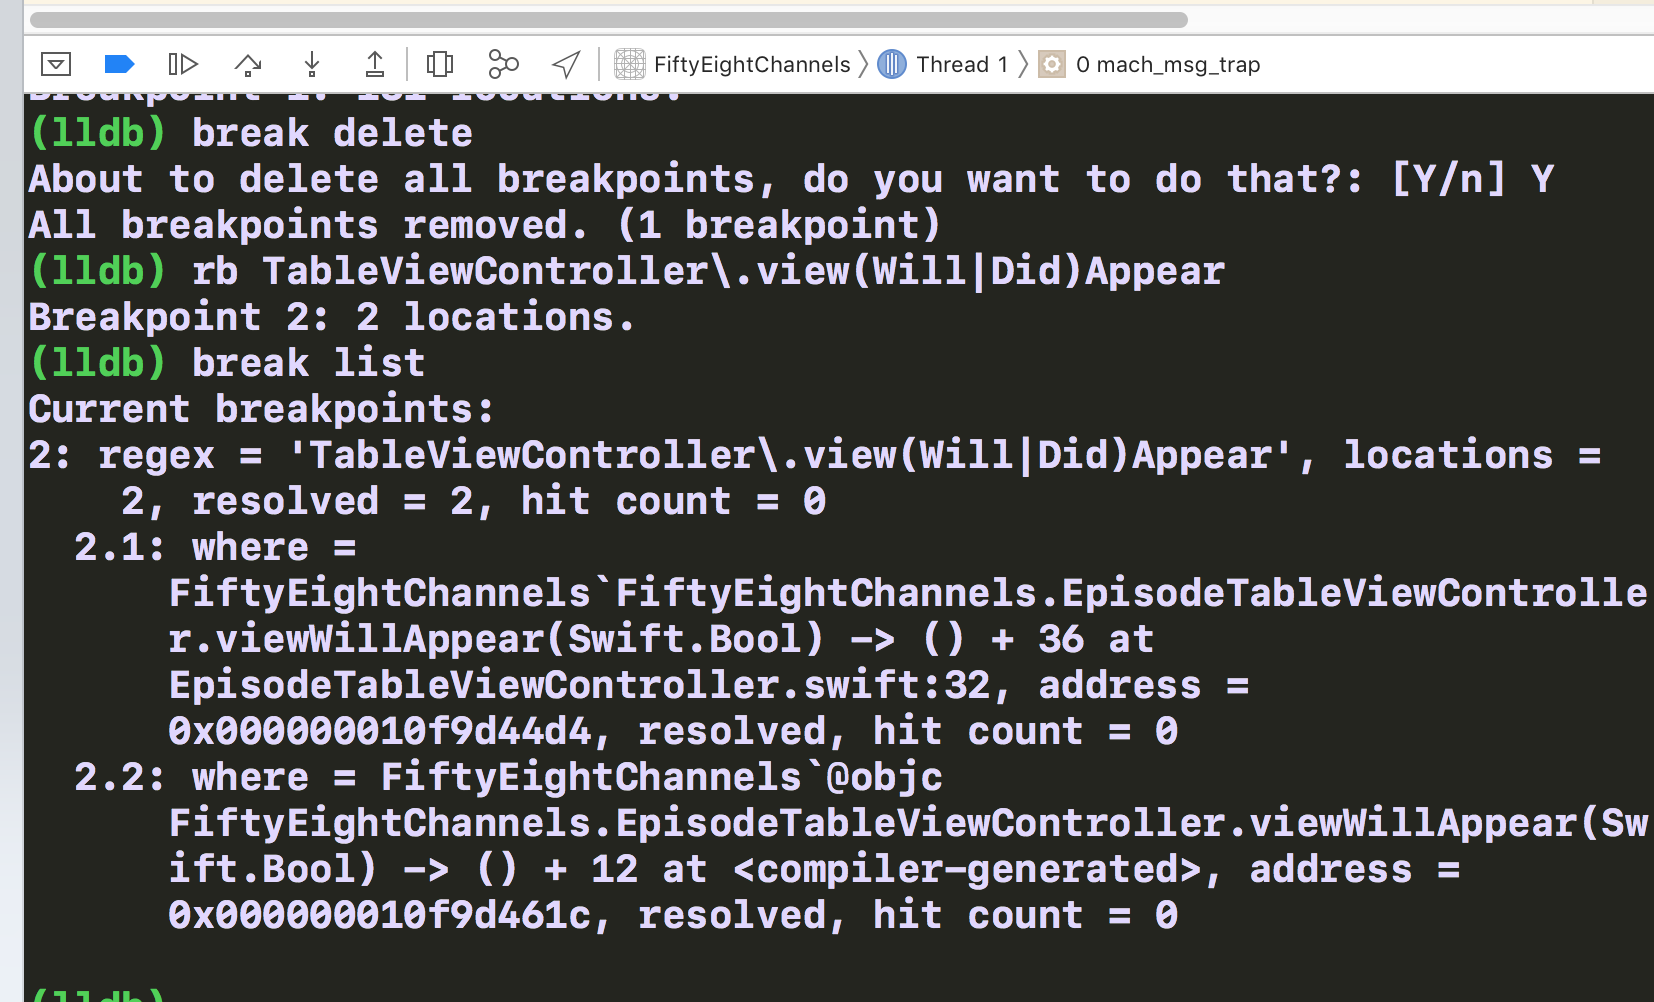 FiftyEightChannels
Thread 1
0 mach_msg_trap
Breakpoint 1: 181 locations.
(lldb) break delete
About to delete all breakpoints, do you want to do that?: [Y/n] Y
All breakpoints removed. (1 breakpoint)
(lldb) rb TableViewController\.view(Will|Did)Appear
Breakpoint 2: 2 locations.
(lldb) break list
Current breakpoints:
2: regex = 'TableViewController\.view(Will|Did)Appear', locations =
2, resolved = 2, hit count = 0
2.1: where =
FiftyEightChannels`FiftyEightChannels.EpisodeTableViewControlle
r.viewWillAppear(Swift.Bool) -> () + 36 at
EpisodeTableViewController.swift:32, address =
0x000000010f9d44d4, resolved, hit count = 0
2.2: where = FiftyEightChannels`@objc
FiftyEightChannels.EpisodeTableViewController.viewWillAppear(Sw
ift.Bool) -> () + 12 at <compiler-generated>, address =
0x000000010f9d461c, resolved, hit count = 0
(lldb)